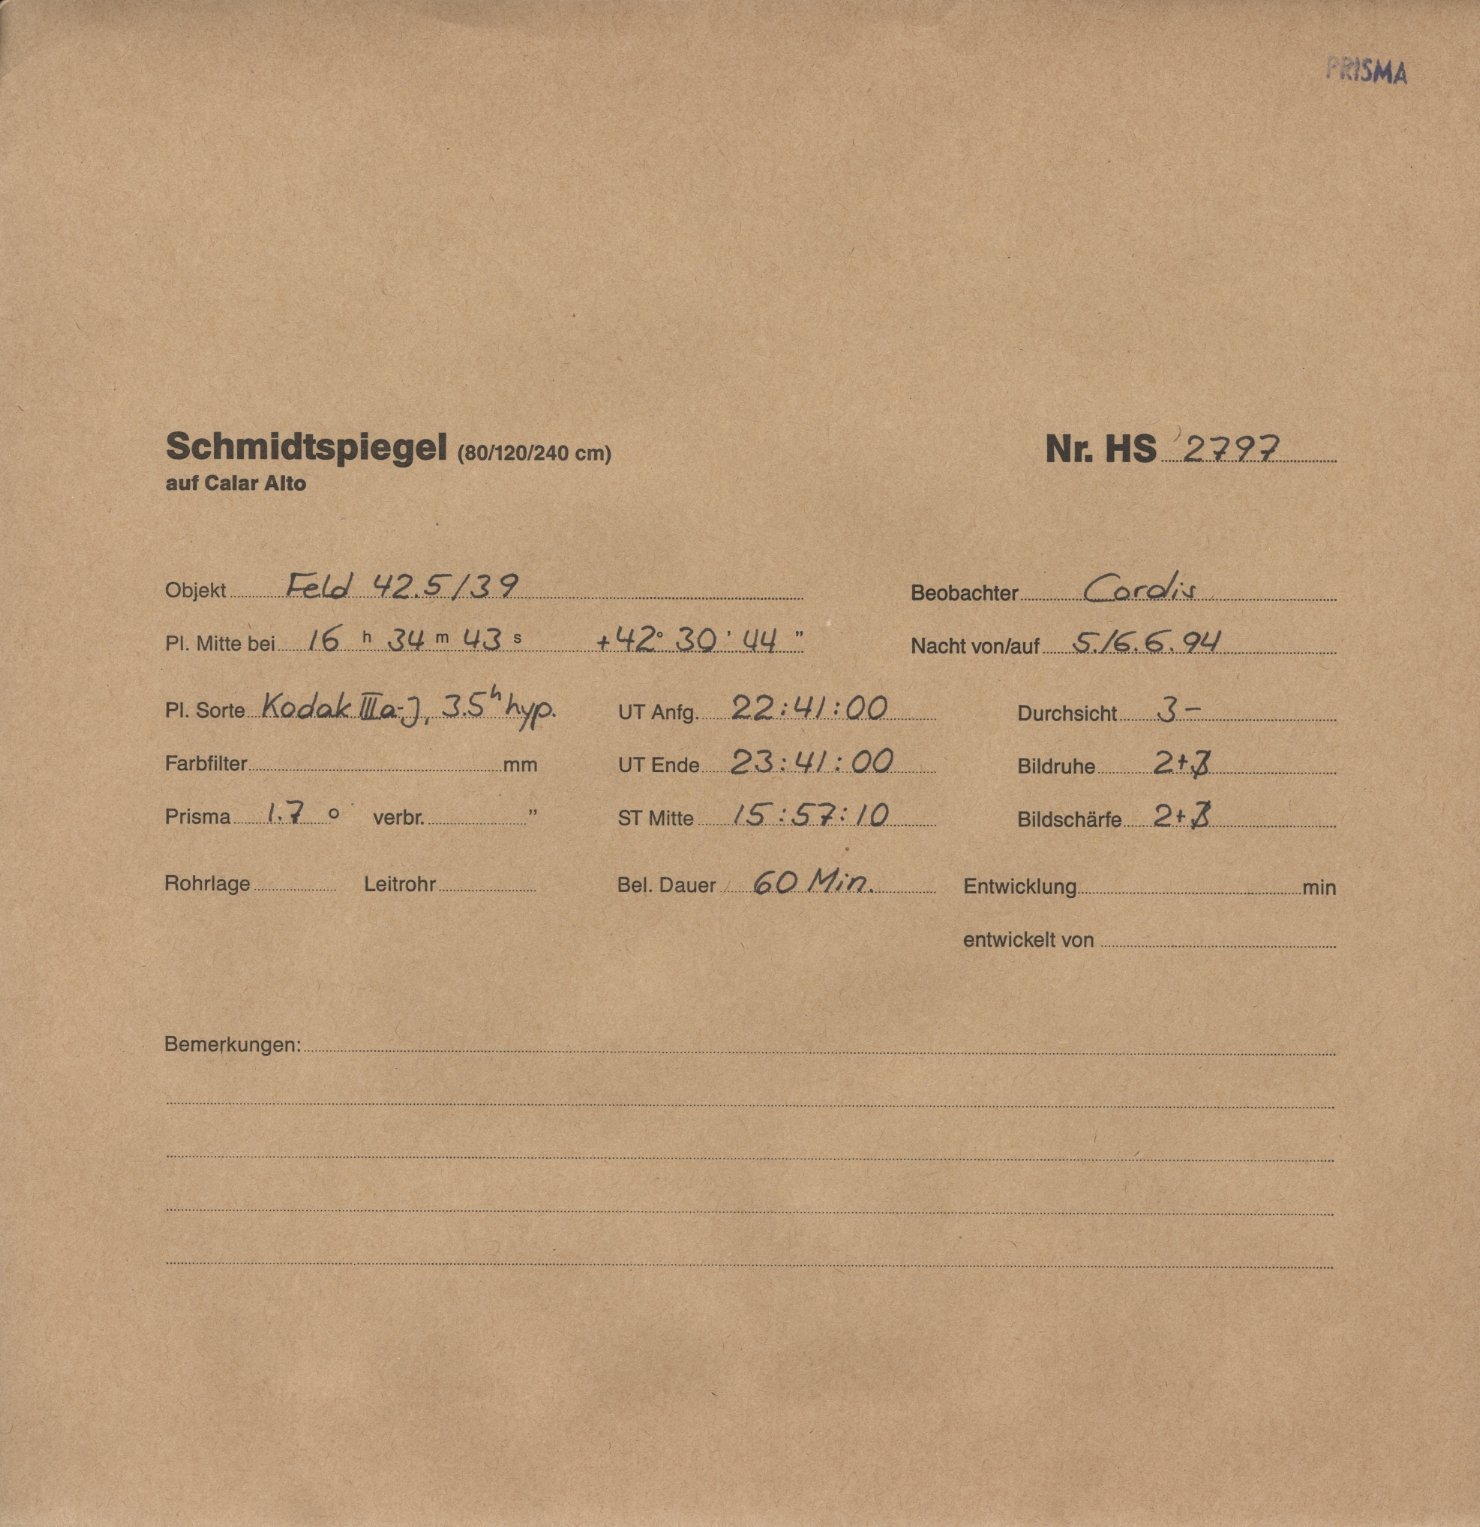 PRISMA
Schmidtspiegel (80/120/240 cm) Nr. HS 2797
auf Calar Alto
Objekt Feld 42.5/39 Beobachter Cordis
Pl. Mitte bei 16 h 34 m 43 s +42° 30' 44 " Nacht von/auf 5./6.6.94
Pl. Sorte Kodak IIIa-J, 3.5h hyp. UT Anfg. 22:41:00 Durchsicht 3-
Farbfilter mm UT Ende 23:41:00 Bildruhe 2+
Prisma 1.7 ° verbr. " ST Mitte 15:57:10 Bildschärfe 2+
Rohrlage Leitrohr Bel. Dauer 60 Min. Entwicklung min
entwickelt von
Bemerkungen: